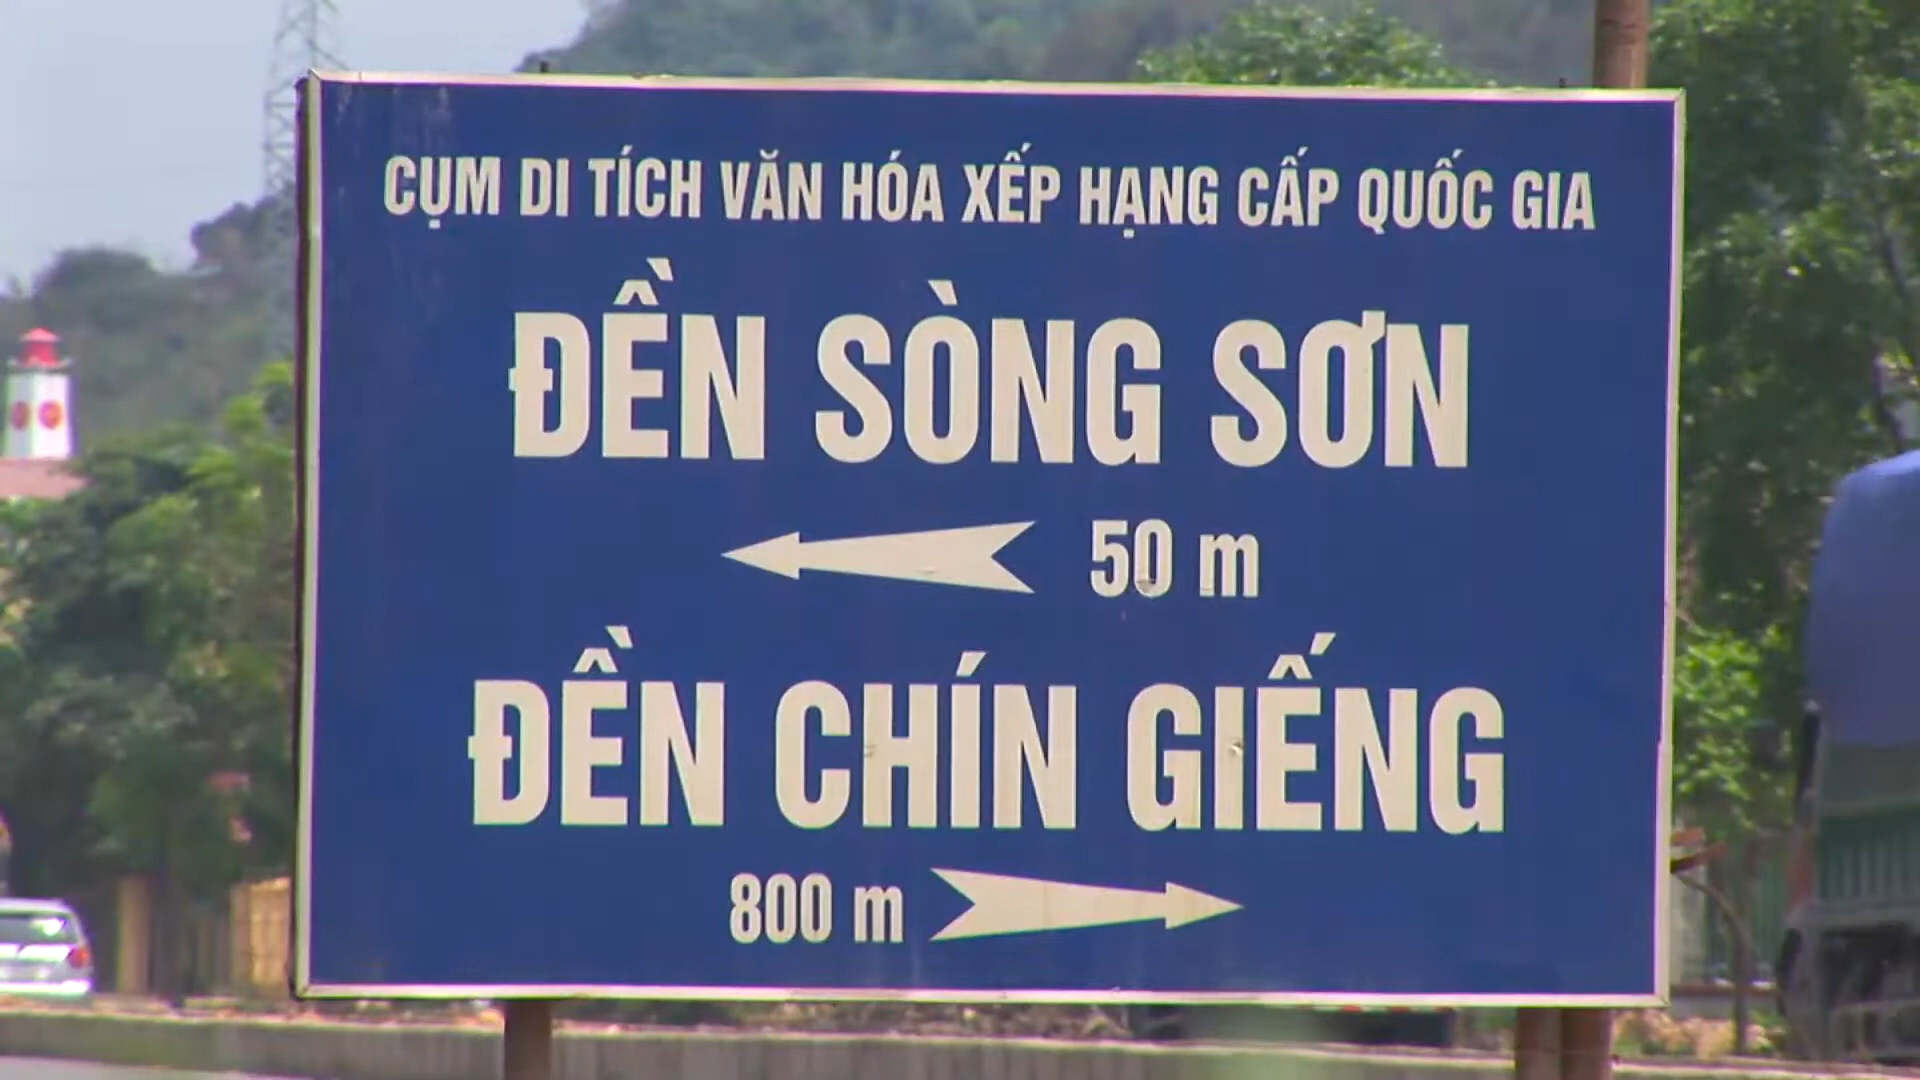 CỤM DI TÍCH VĂN HÓA XẾP HẠNG CẤP QUỐC GIA
ĐỀN SÒNG SƠN
50 m
ĐỀN CHÍN GIẾNG
800 m